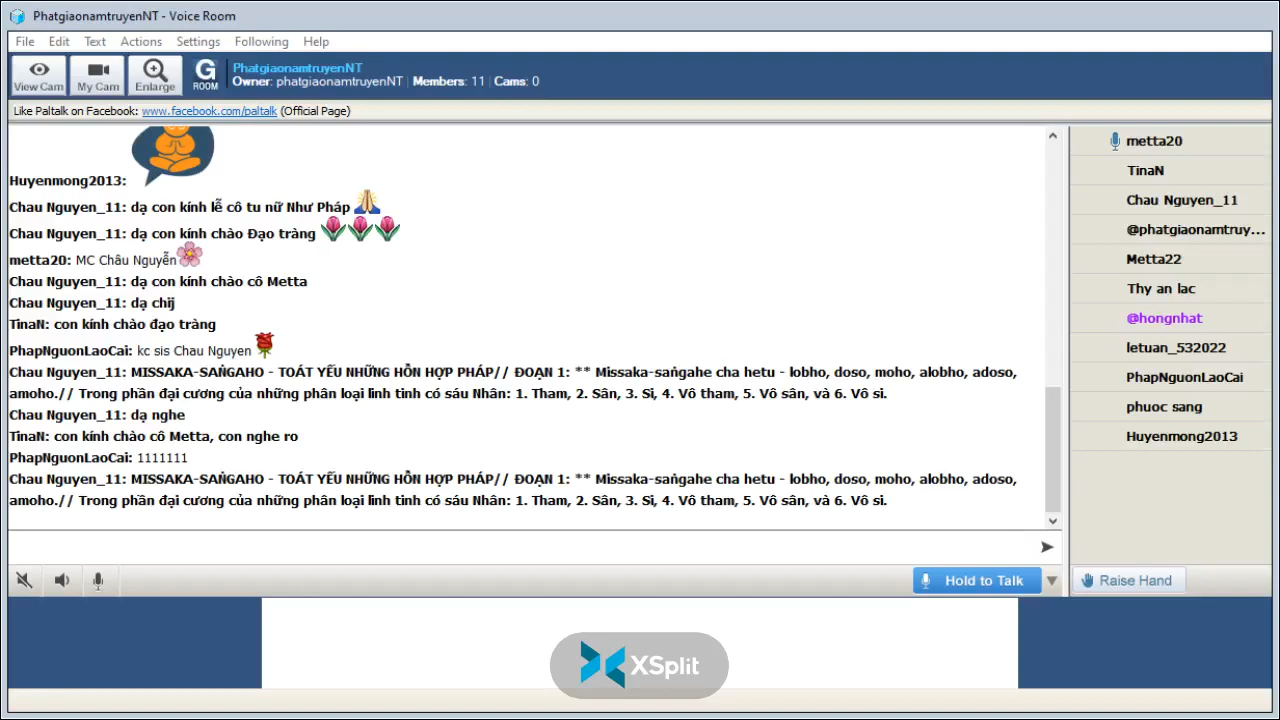 PhatgiaonamtruyenNT - Voice Room
File Edit Text Actions Settings Following Help
View Cam
My Cam
Enlarge
G
ROOM
PhatgiaonamtruyenNT
Owner: phatgiaonamtruyenNT Members: 11 Cams: 0
Like Paltalk on Facebook: www.facebook.com/paltalk (Official Page)
Huyenmong2013:
Chau Nguyen_11: dạ con kính lễ cô tu nữ Như Pháp
Chau Nguyen_11: dạ con kính chào Đạo tràng
metta20: MC Châu Nguyễn
Chau Nguyen_11: dạ con kính chào cô Metta
Chau Nguyen_11: dạ chij
TinaN: con kính chào đạo tràng
PhapNguonLaoCai: kc sis Chau Nguyen
Chau Nguyen_11: MISSAKA-SAṄGAHO - TOÁT YẾU NHỮNG HỖN HỢP PHÁP// ĐOẠN 1: ** Missaka-saṅgahe cha hetu - lobho, doso, moho, alobho, adoso,
amoho.// Trong phần đại cương của những phân loại linh tinh có sáu Nhân: 1. Tham, 2. Sân, 3. Si, 4. Vô tham, 5. Vô sân, và 6. Vô si.
Chau Nguyen_11: dạ nghe
TinaN: con kính chào cô Metta, con nghe ro
PhapNguonLaoCai: 1111111
Chau Nguyen_11: MISSAKA-SAṄGAHO - TOÁT YẾU NHỮNG HỖN HỢP PHÁP// ĐOẠN 1: ** Missaka-saṅgahe cha hetu - lobho, doso, moho, alobho, adoso,
amoho.// Trong phần đại cương của những phân loại linh tinh có sáu Nhân: 1. Tham, 2. Sân, 3. Si, 4. Vô tham, 5. Vô sân, và 6. Vô si.
metta20
TinaN
Chau Nguyen_11
@phatgiaonamtruy...
Metta22
Thy an lac
@hongnhat
letuan_532022
PhapNguonLaoCai
phuoc sang
Huyenmong2013
Hold to Talk
Raise Hand
XSplit